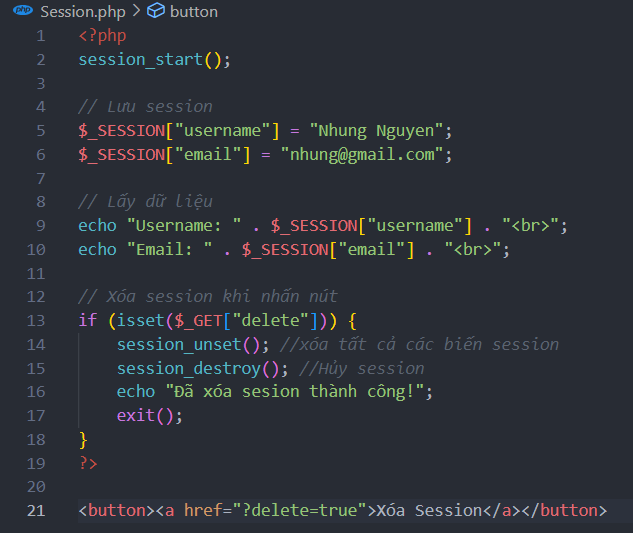 php Session.php > button
1 <?php
2 session_start();
3
4 // Lưu session
5 $_SESSION["username"] = "Nhung Nguyen";
6 $_SESSION["email"] = "nhung@gmail.com";
7
8 // Lấy dữ liệu
9 echo "Username: " . $_SESSION["username"] . "<br>";
10 echo "Email: " . $_SESSION["email"] . "<br>";
11
12 // Xóa session khi nhấn nút
13 if (isset($_GET["delete"])) {
14 session_unset(); //xóa tất cả các biến session
15 session_destroy(); //Hủy session
16 echo "Đã xóa sesion thành công!";
17 exit();
18 }
19 ?>
20
21 <button><a href="?delete=true">Xóa Session</a></button>